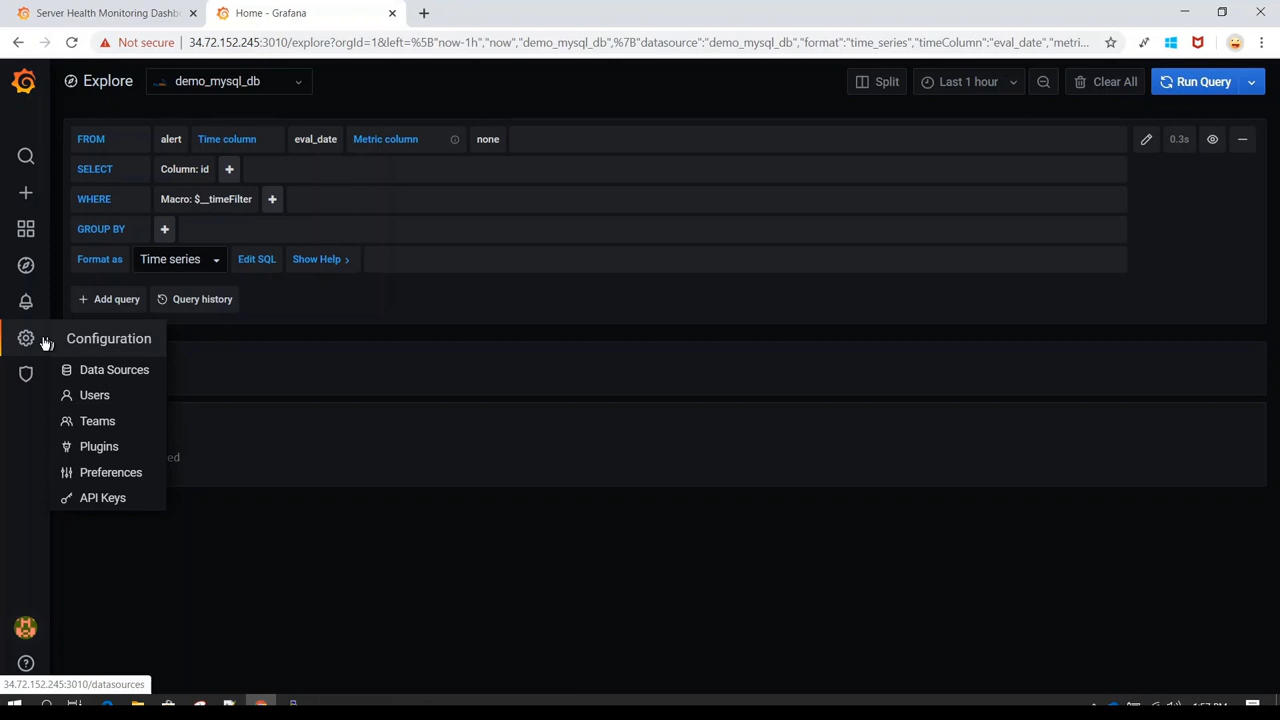 Server Health Monitoring Dashb
Home - Grafana
Not secure
34.72.152.245:3010/explore?orgId=1&left=%5B"now-1h","now","demo_mysql_db",%7B"datasource":"demo_mysql_db","format":"time_series","timeColumn":"eval_date","metri...
Explore
demo_mysql_db
Split
Last 1 hour
Clear All
Run Query
FROM alert Time column eval_date Metric column none
0.3s
SELECT Column: id +
WHERE Macro: $__timeFilter +
GROUP BY +
Format as Time series Edit SQL Show Help >
+ Add query Query history
Configuration
Data Sources
Users
Teams
Plugins
ed
Preferences
API Keys
34.72.152.245:3010/datasources